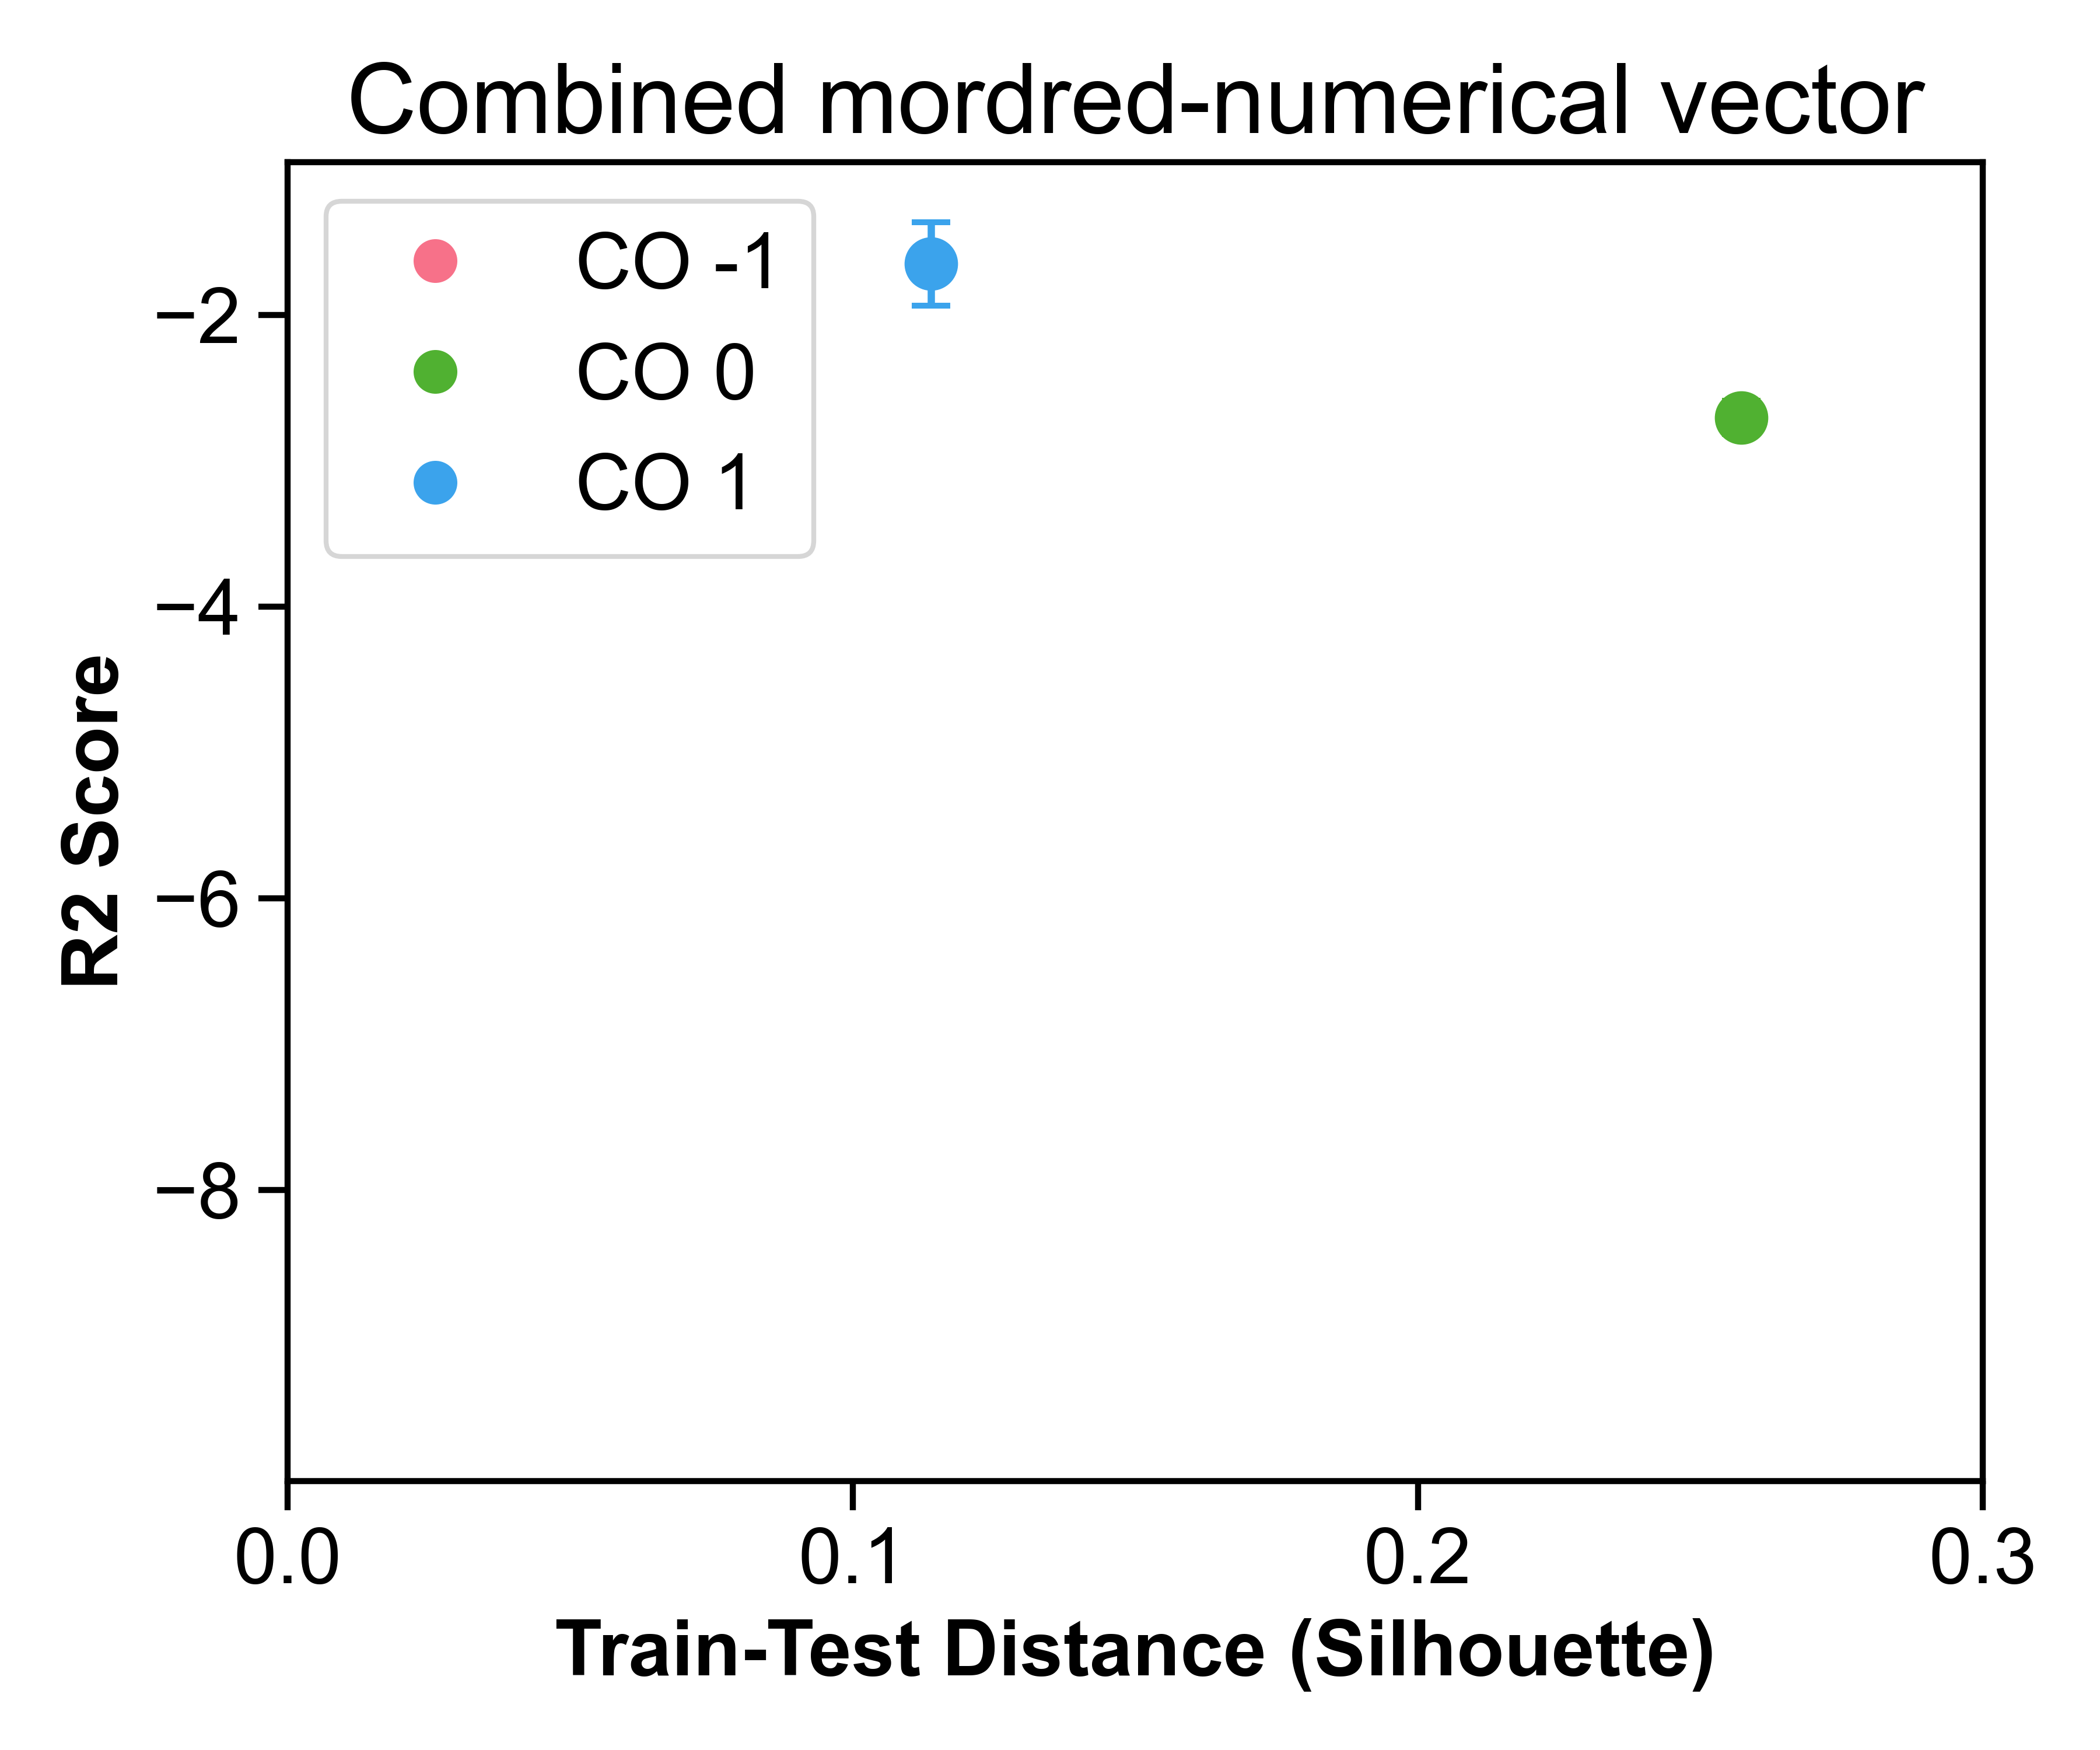 Combined mordred-numerical vector
CO -1
CO 0
CO 1
−2
−4
−6
−8
R2 Score
0.0 0.1 0.2 0.3
Train-Test Distance (Silhouette)